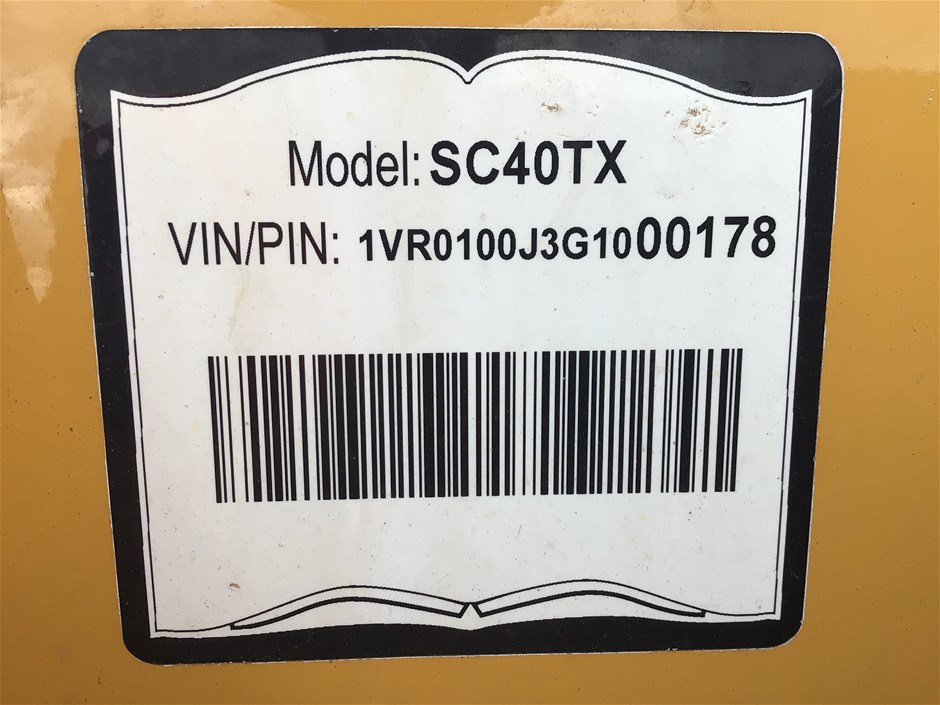 Model: SC40TX
VIN/PIN: 1VR0100J3G1000178